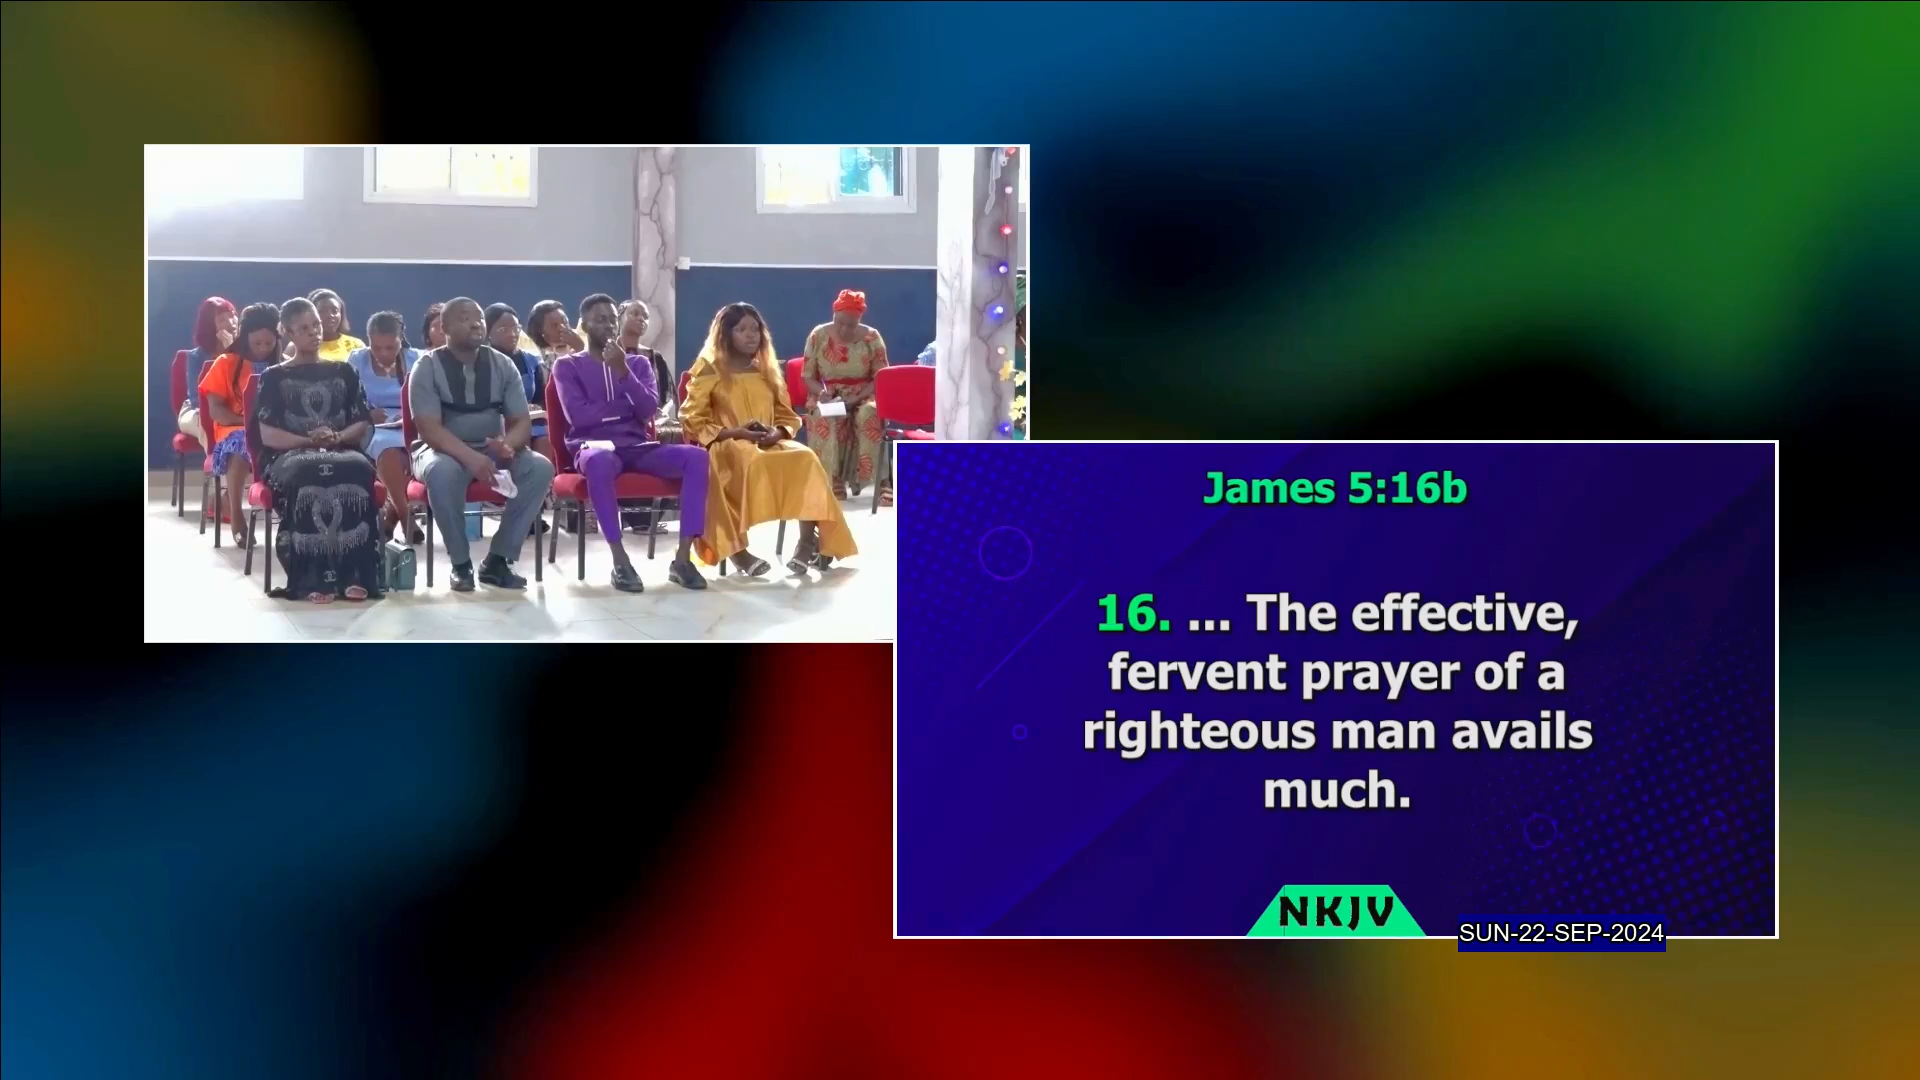 James 5:16b
16. ... The effective,
fervent prayer of a
righteous man avails
much.
NKJV
SUN-22-SEP-2024